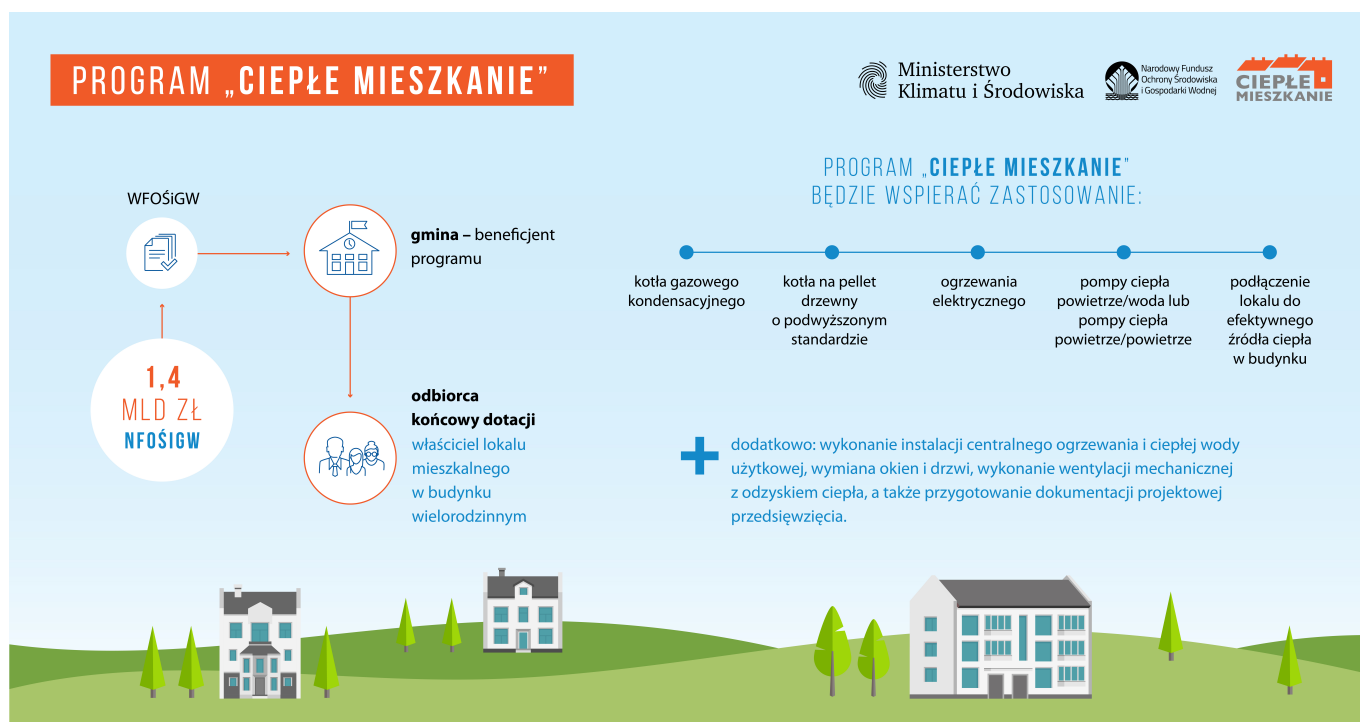 PROGRAM „CIEPŁE MIESZKANIE”
Ministerstwo
Klimatu i Środowiska
Narodowy Fundusz
Ochrony Środowiska
i Gospodarki Wodnej
CIEPŁE
MIESZKANIE
WFOŚiGW
gmina – beneficjent
programu
1,4
MLD ZŁ
NFOŚIGW
odbiorca
końcowy dotacji
właściciel lokalu
mieszkalnego
w budynku
wielorodzinnym
PROGRAM „CIEPŁE MIESZKANIE”
BĘDZIE WSPIERAĆ ZASTOSOWANIE:
kotła gazowego
kondensacyjnego
kotła na pellet
drzewny
o podwyższonym
standardzie
ogrzewania
elektrycznego
pompy ciepła
powietrze/woda lub
pompy ciepła
powietrze/powietrze
podłączenie
lokalu do
efektywnego
źródła ciepła
w budynku
dodatkowo: wykonanie instalacji centralnego ogrzewania i ciepłej wody
użytkowej, wymiana okien i drzwi, wykonanie wentylacji mechanicznej
z odzyskiem ciepła, a także przygotowanie dokumentacji projektowej
przedsięwzięcia.